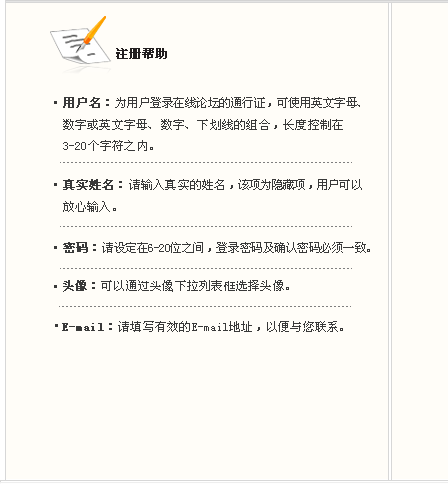 注册帮助
· 用户名：为用户登录在线论坛的通行证，可使用英文字母、
数字或英文字母、数字、下划线的组合，长度控制在
3-20个字符之内。
· 真实姓名：请输入真实的姓名，该项为隐藏项，用户可以
放心输入。
· 密码：请设定在6-20位之间，登录密码及确认密码必须一致。
· 头像：可以通过头像下拉列表框选择头像。
· E-mail：请填写有效的E-mail地址，以便与您联系。